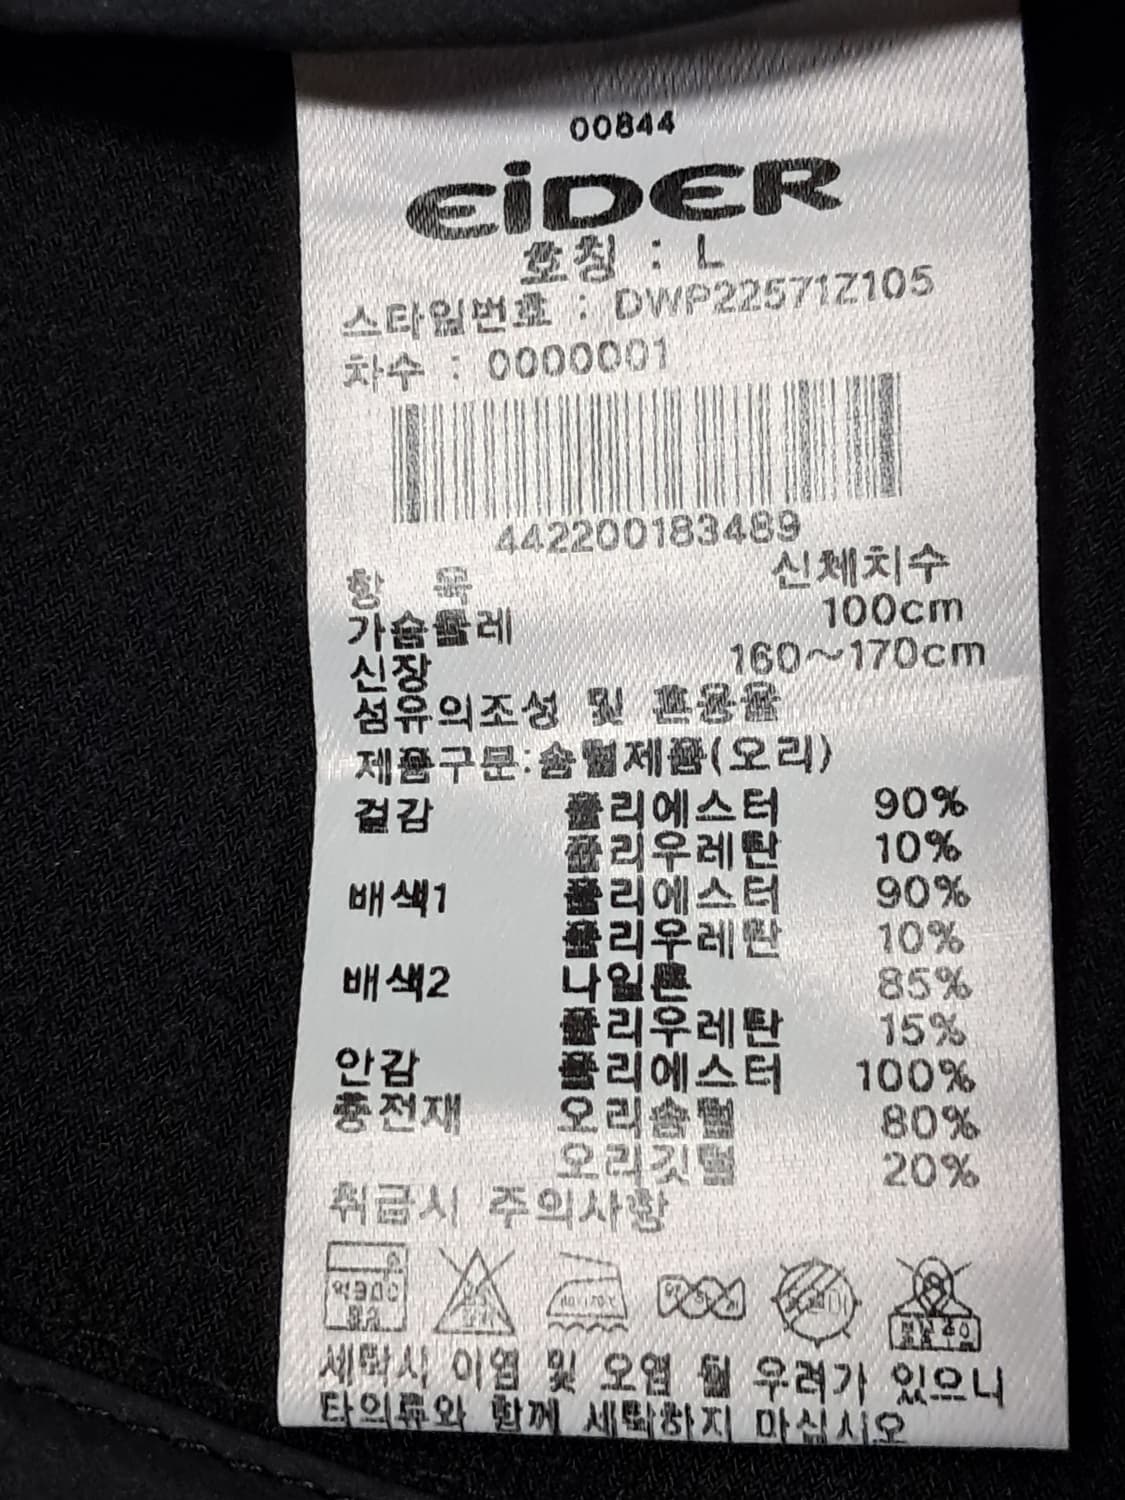 00844
EiDER
호칭 : L
스타일번호 : DWP22571Z105
차수 : 0000001
442200183489
항 목 신체치수
가슴둘레 100cm
신장 160~170cm
섬유의조성 및 혼용율
제품구분:솜털제품(오리)
겉감 폴리에스터 90%
폴리우레탄 10%
배색1 폴리에스터 90%
폴리우레탄 10%
배색2 나일론 85%
폴리우레탄 15%
안감 폴리에스터 100%
충전재 오리솜털 80%
오리깃털 20%
취급시 주의사항
약30℃
중성
세탁시 이염 및 오염 될 우려가 있으니
타의류와 함께 세탁하지 마십시오